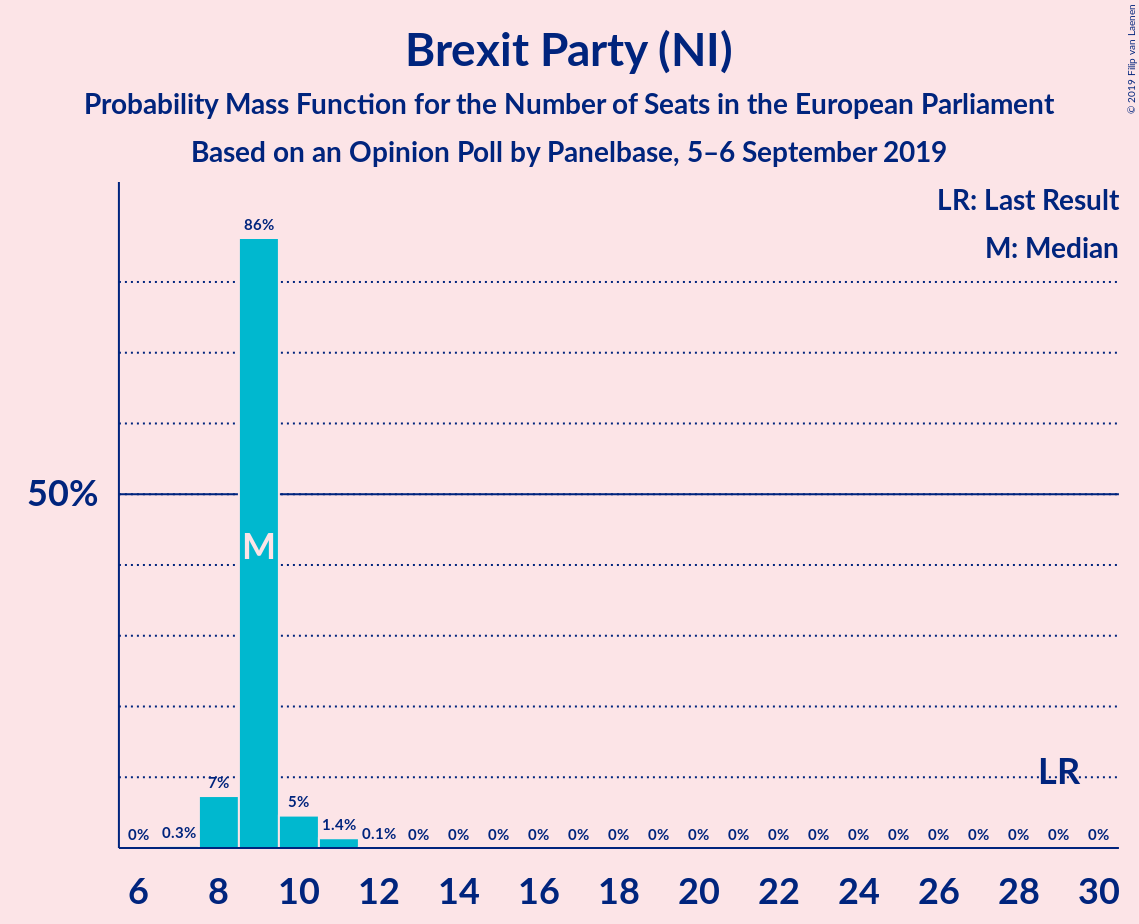 Brexit Party (NI)
Probability Mass Function for the Number of Seats in the European Parliament
Based on an Opinion Poll by Panelbase, 5–6 September 2019
© 2019 Filip van Laenen
LR: Last Result
M: Median
86%
50%
M
LR
7%
5%
1.4%
0% 0.3% 0.1% 0% 0% 0% 0% 0% 0% 0% 0% 0% 0% 0% 0% 0% 0% 0% 0% 0% 0%
6 8 10 12 14 16 18 20 22 24 26 28 30